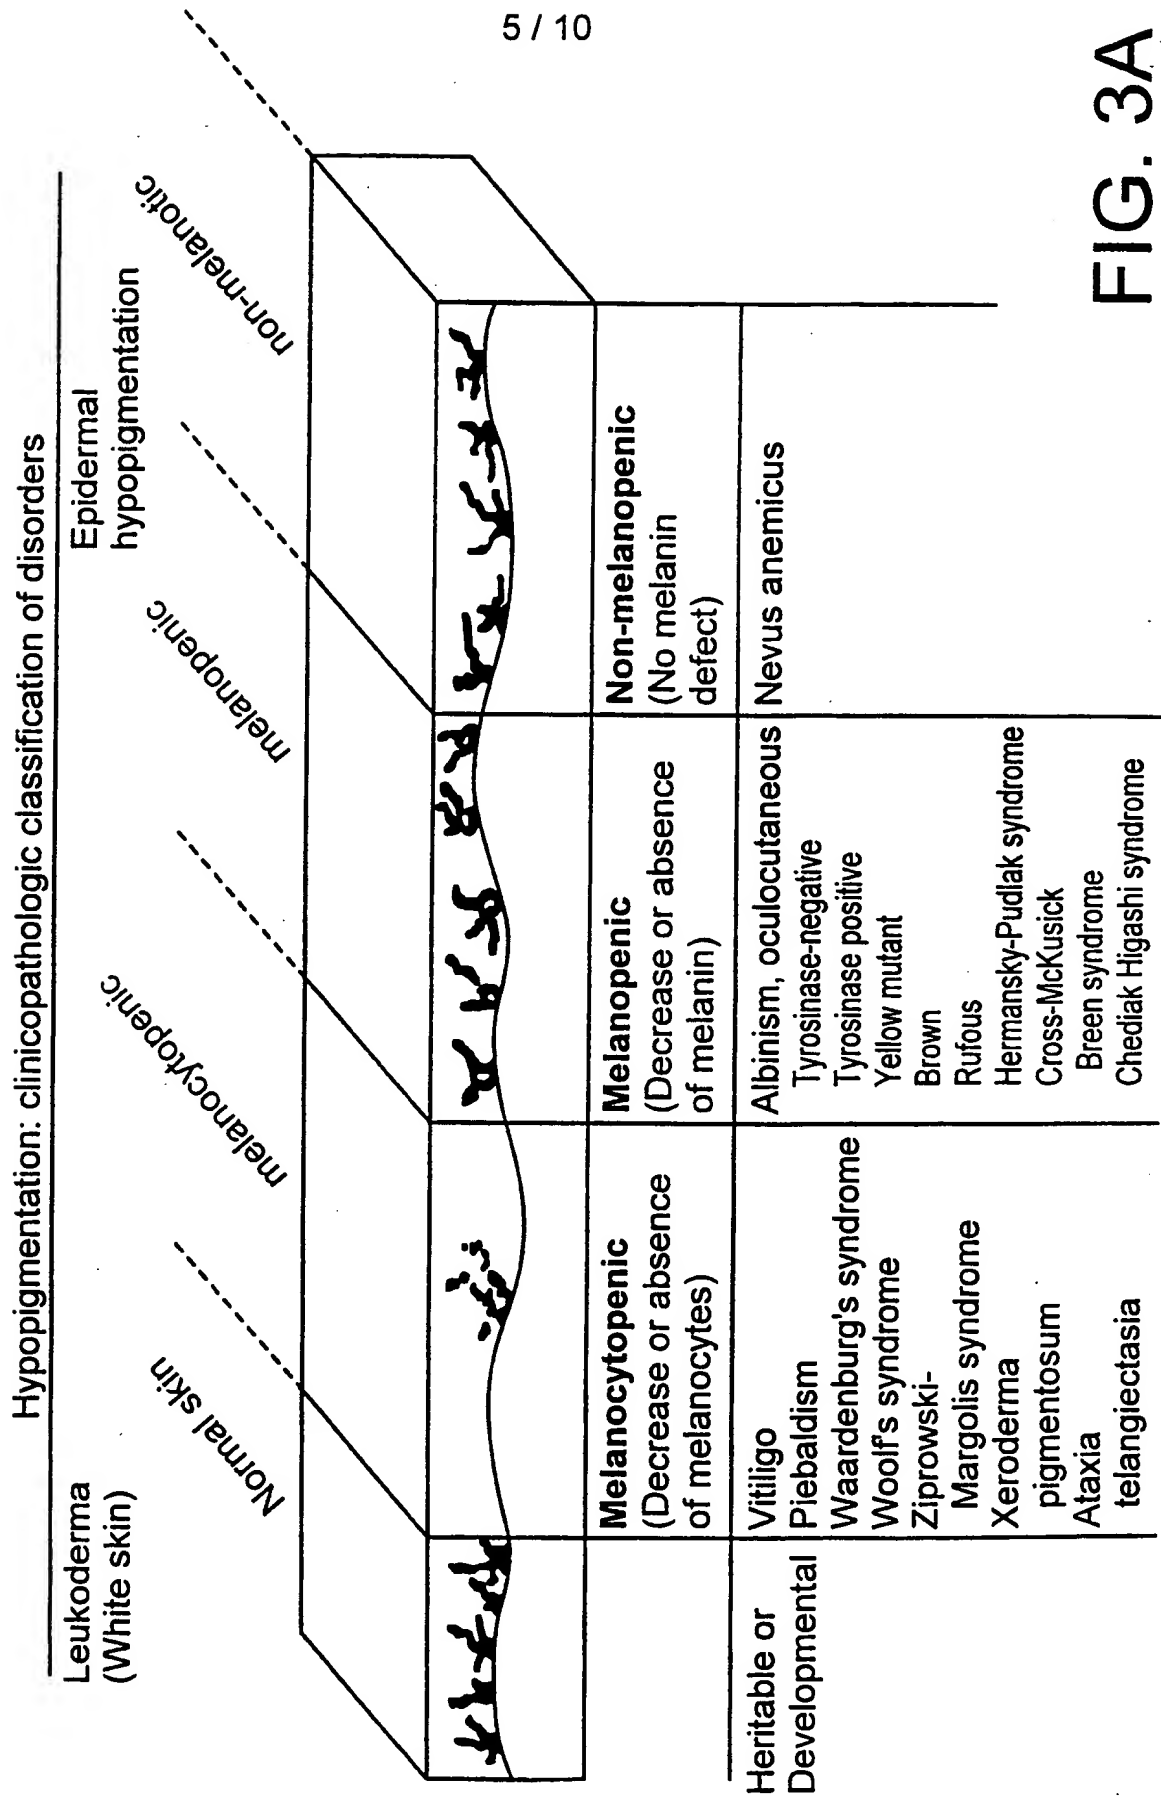 5 / 10
Hypopigmentation: clinicopathologic classification of disorders
Leukoderma
(White skin)
Epidermal
hypopigmentation
Normal skin
melanocytopenic
melanopenic
non-melanotic
Melanocytopenic
(Decrease or absence
of melanocytes)
Melanopenic
(Decrease or absence
of melanin)
Non-melanopenic
(No melanin
defect)
Heritable or
Developmental
Vitiligo
Piebaldism
Waardenburg's syndrome
Woolf's syndrome
Ziprowski-
Margolis syndrome
Xeroderma
pigmentosum
Ataxia
telangiectasia
Albinism, oculocutaneous
Tyrosinase-negative
Tyrosinase positive
Yellow mutant
Brown
Rufous
Hermansky-Pudlak syndrome
Cross-McKusick
Breen syndrome
Chediak Higashi syndrome
Nevus anemicus
FIG. 3A